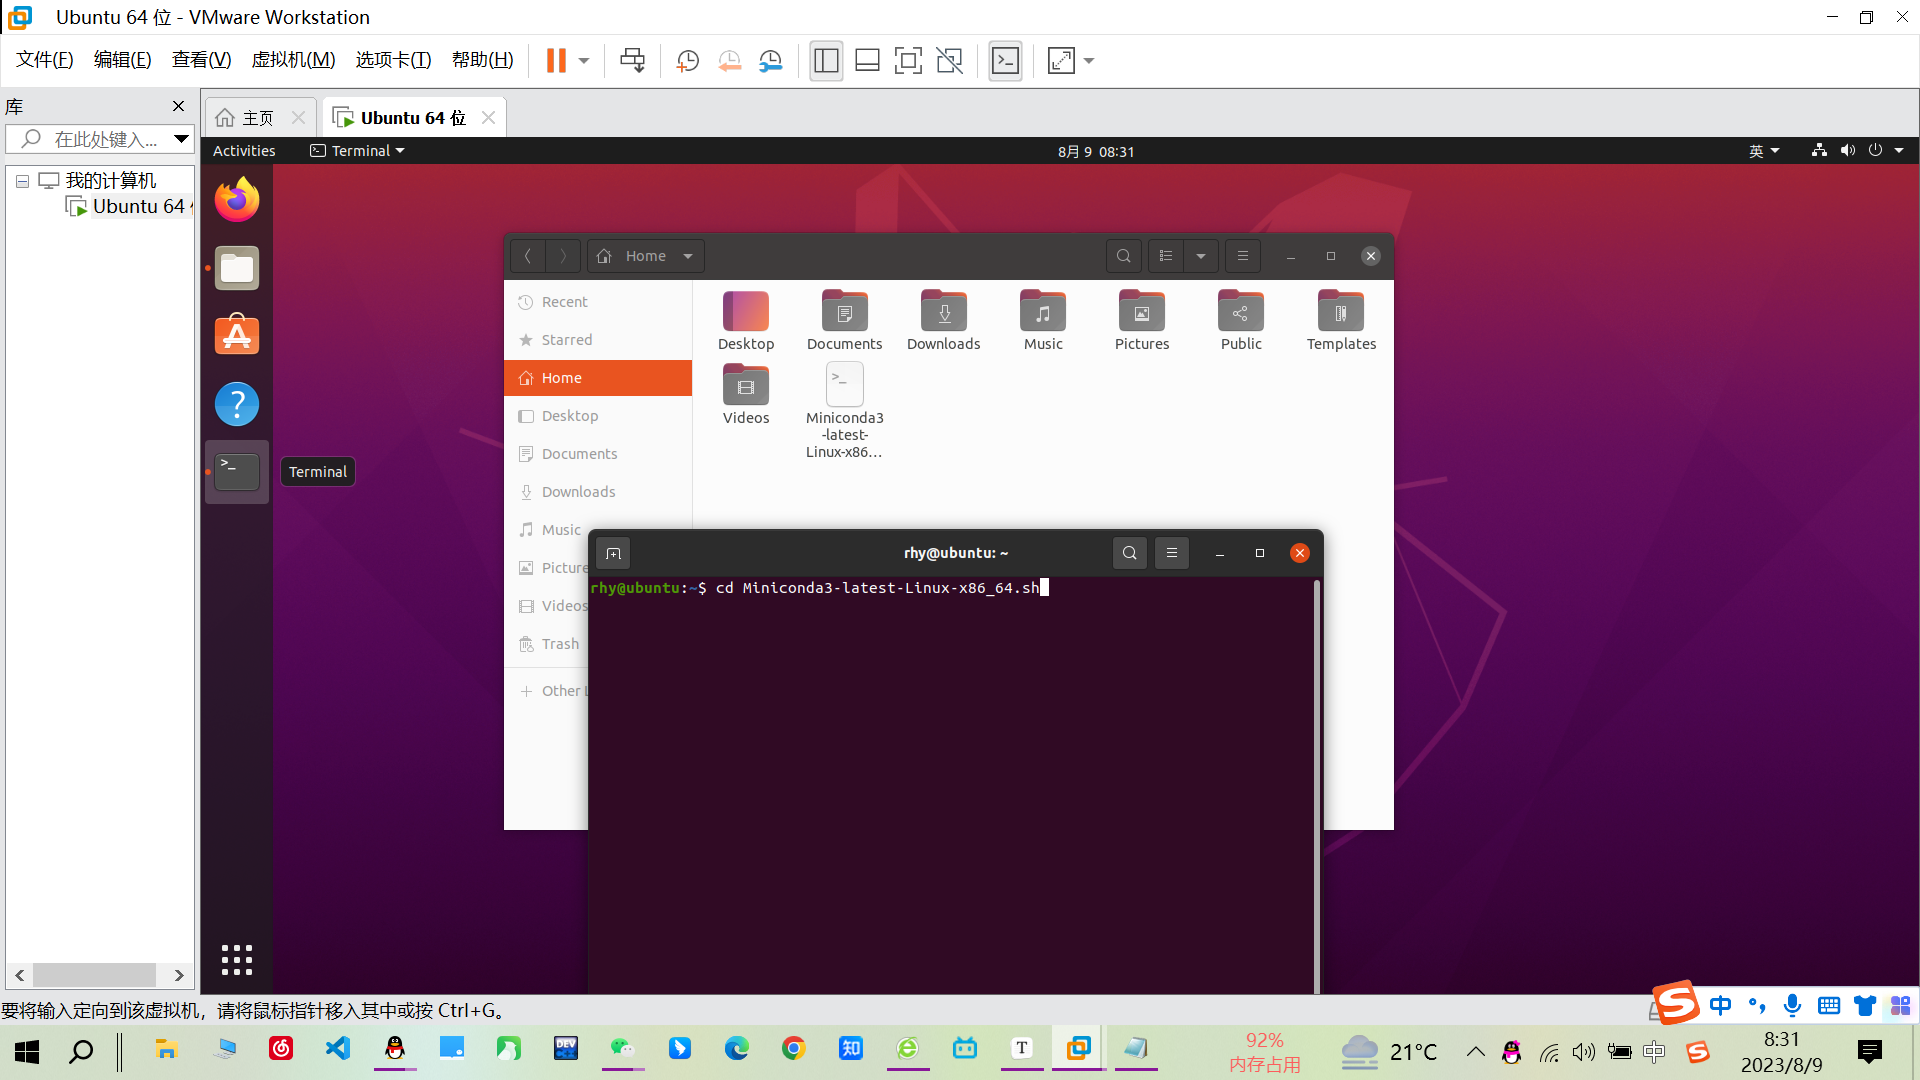 Ubuntu 64 位 - VMware Workstation
文件(F) 编辑(E) 查看(V) 虚拟机(M) 选项卡(T) 帮助(H)
库
在此处键入...
主页
Ubuntu 64 位
我的计算机
Ubuntu 64
Activities
Terminal
8月 9 08:31
英
Home
Recent
Starred
Home
Desktop
Documents
Downloads
Music
Picture
Videos
Trash
Other
Desktop
Documents
Downloads
Music
Pictures
Public
Templates
Videos
Miniconda3
-latest-
Linux-x86...
Terminal
rhy@ubuntu: ~
rhy@ubuntu:~$ cd Miniconda3-latest-Linux-x86_64.sh
要将输入定向到该虚拟机，请将鼠标指针移入其中或按 Ctrl+G。
中
DEV
知
T
92%
内存占用
21°C
中
8:31
2023/8/9